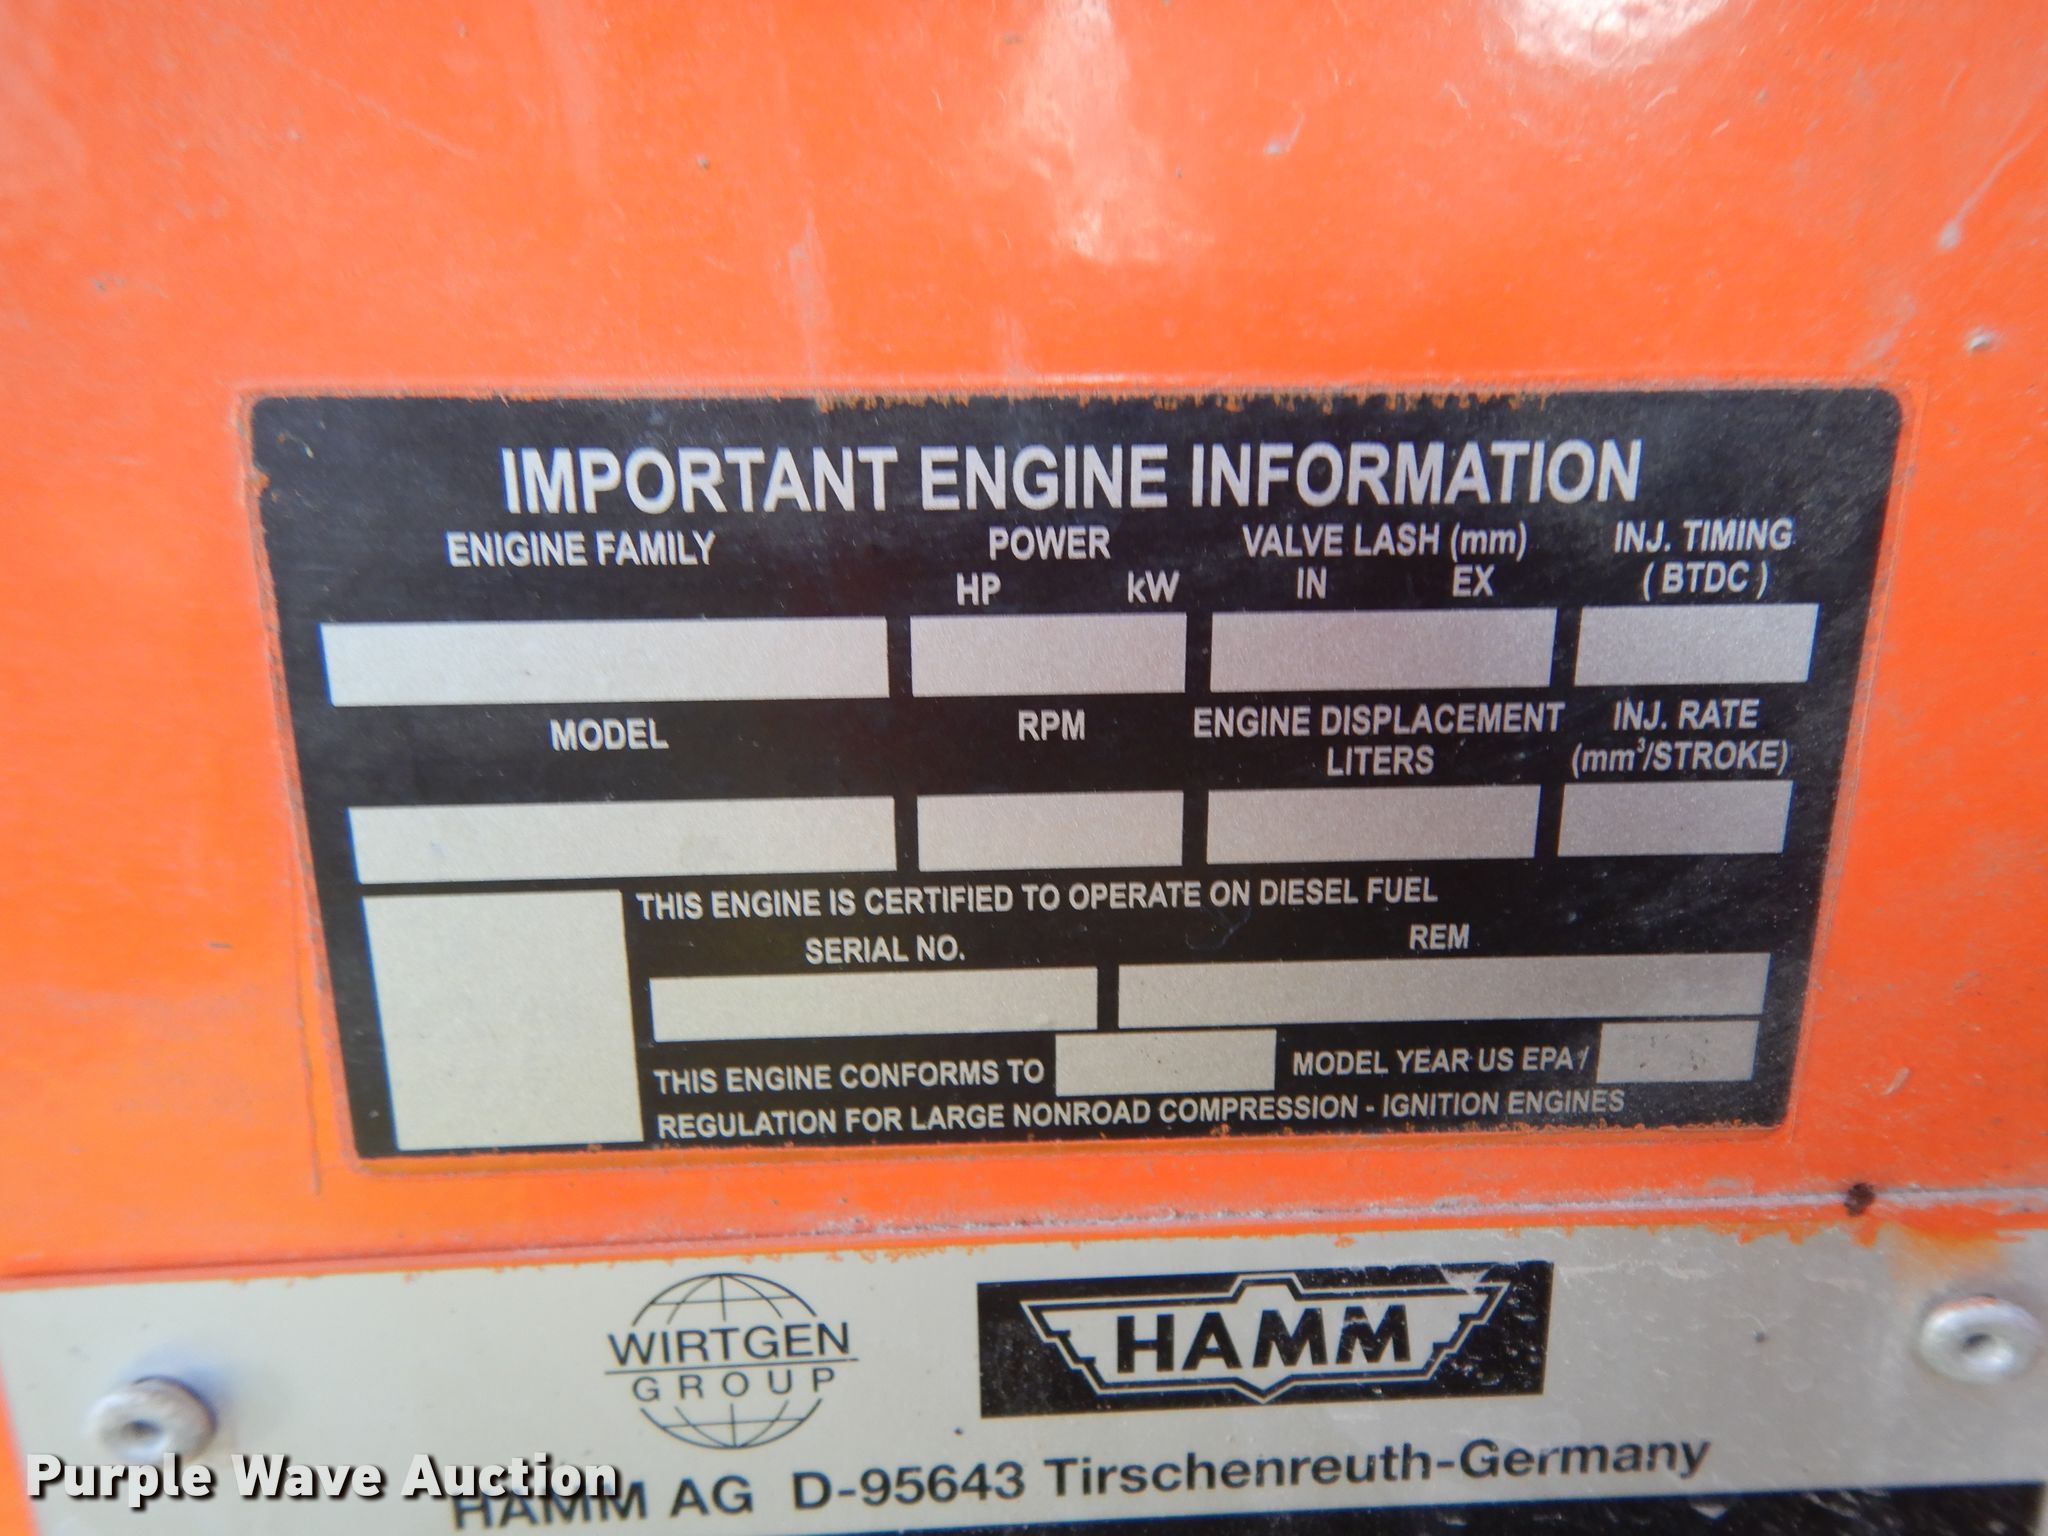 IMPORTANT ENGINE INFORMATION
ENIGINE FAMILY
POWER
HP kW
VALVE LASH (mm)
IN EX
INJ. TIMING
( BTDC )
MODEL
RPM
ENGINE DISPLACEMENT
LITERS
INJ. RATE
(mm³/STROKE)
THIS ENGINE IS CERTIFIED TO OPERATE ON DIESEL FUEL
SERIAL NO.
REM
THIS ENGINE CONFORMS TO MODEL YEAR US EPA /
REGULATION FOR LARGE NONROAD COMPRESSION - IGNITION ENGINES
WIRTGEN
GROUP
HAMM
HAMM AG D-95643 Tirschenreuth-Germany
Purple Wave Auction